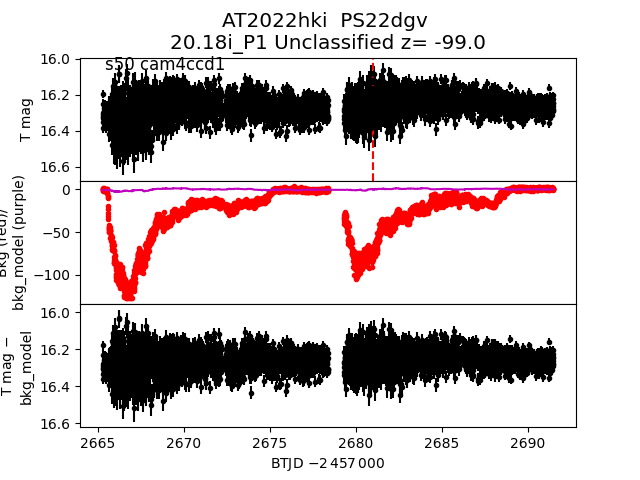 AT2022hki PS22dgv
20.18i_P1 Unclassified z= -99.0
s50 cam4ccd1
16.0
16.2
16.4
16.6
T mag
0
−50
−100
Bkg (red)/
bkg_model (purple)
16.0
16.2
16.4
16.6
T mag −
bkg_model
2665
2670
2675
2680
2685
2690
BTJD −2 457 000